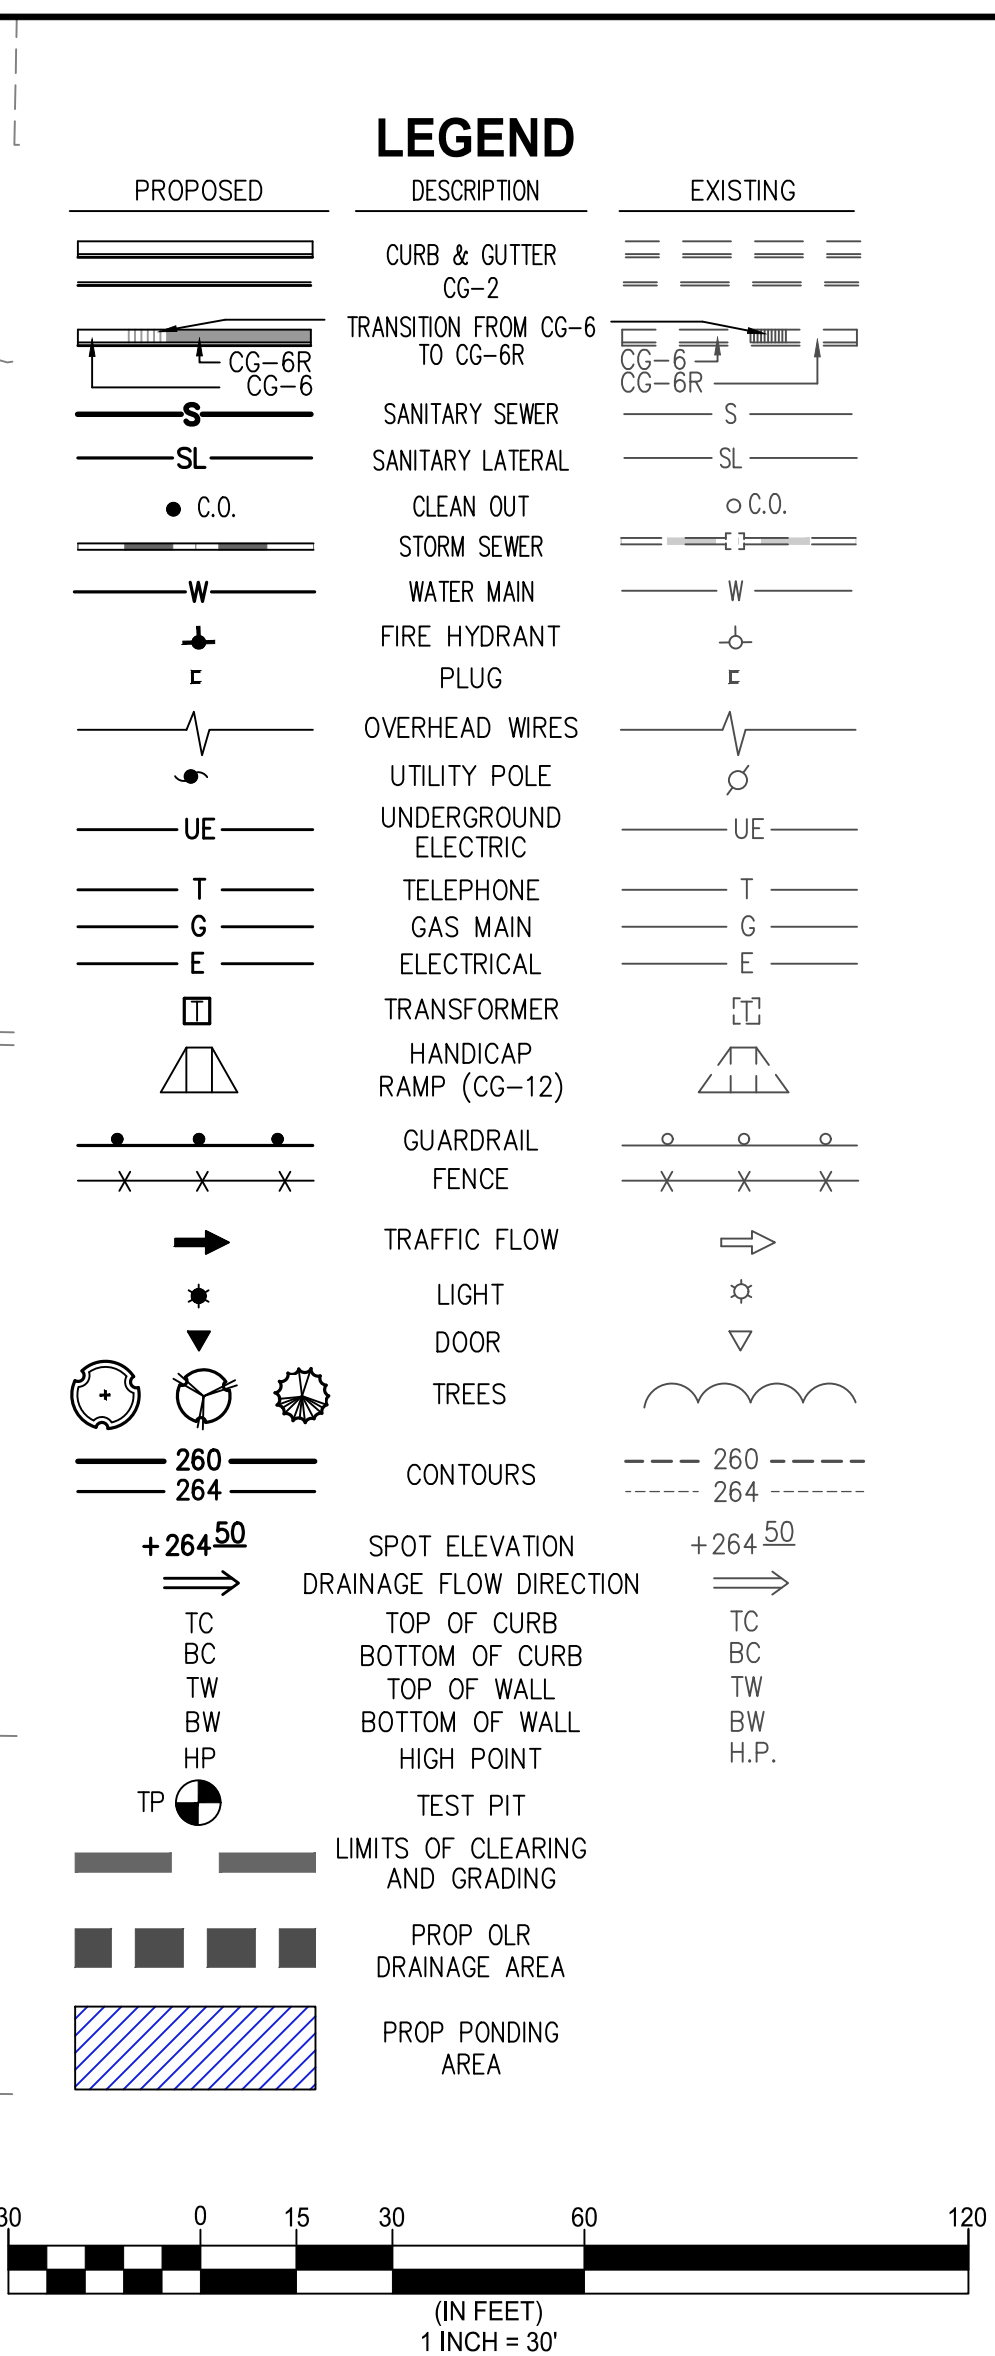 LEGEND
PROPOSED DESCRIPTION EXISTING
CURB & GUTTER
CG-2
TRANSITION FROM CG-6
TO CG-6R
CG-6R CG-6
CG-6 CG-6R
S SANITARY SEWER S
SL SANITARY LATERAL SL
C.O. CLEAN OUT C.O.
STORM SEWER
W WATER MAIN W
FIRE HYDRANT
PLUG
OVERHEAD WIRES
UTILITY POLE
UE UNDERGROUND UE
ELECTRIC
T TELEPHONE T
G GAS MAIN G
E ELECTRICAL E
T TRANSFORMER T
HANDICAP
RAMP (CG-12)
GUARDRAIL
FENCE
TRAFFIC FLOW
LIGHT
DOOR
TREES
260 260
CONTOURS
264 264
+264 50 SPOT ELEVATION +264 50
DRAINAGE FLOW DIRECTION
TC TOP OF CURB TC
BC BOTTOM OF CURB BC
TW TOP OF WALL TW
BW BOTTOM OF WALL BW
HP HIGH POINT H.P.
TP TEST PIT
LIMITS OF CLEARING
AND GRADING
PROP OLR
DRAINAGE AREA
PROP PONDING
AREA
30 0 15 30 60 120
(IN FEET)
1 INCH = 30'